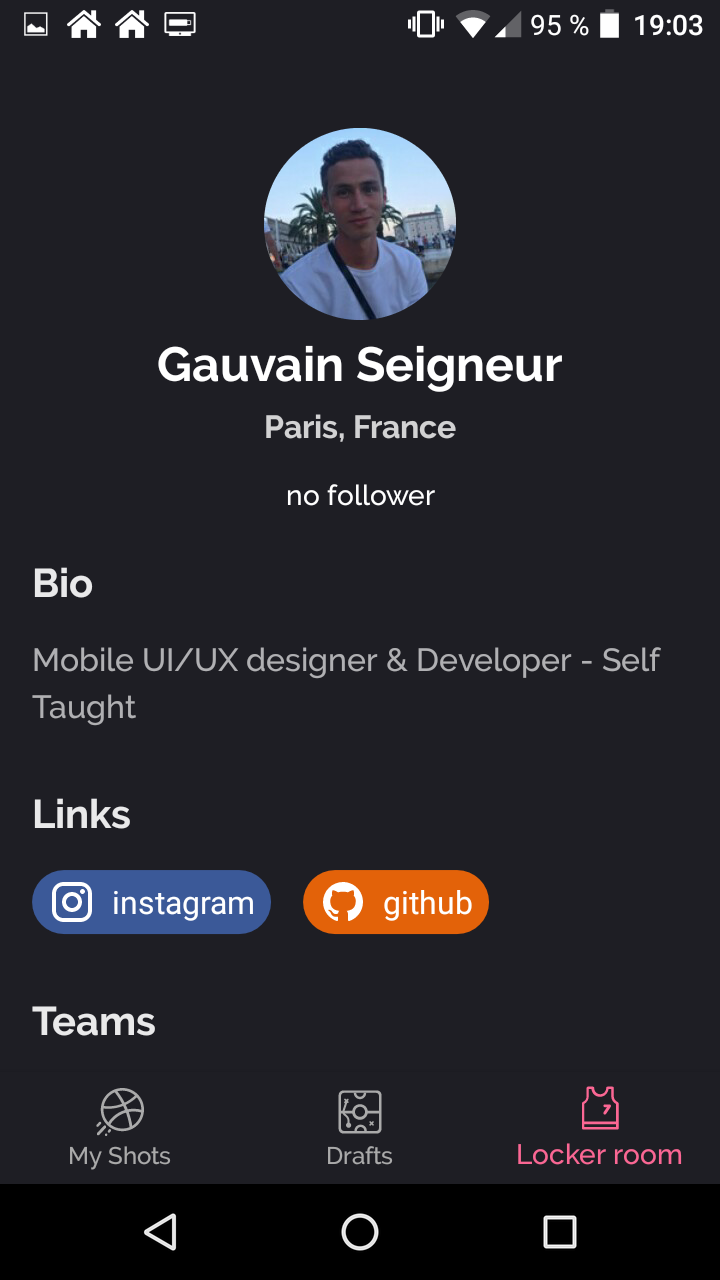 95 % 19:03
Gauvain Seigneur
Paris, France
no follower
Bio
Mobile UI/UX designer & Developer - Self
Taught
Links
instagram github
Teams
My Shots Drafts Locker room